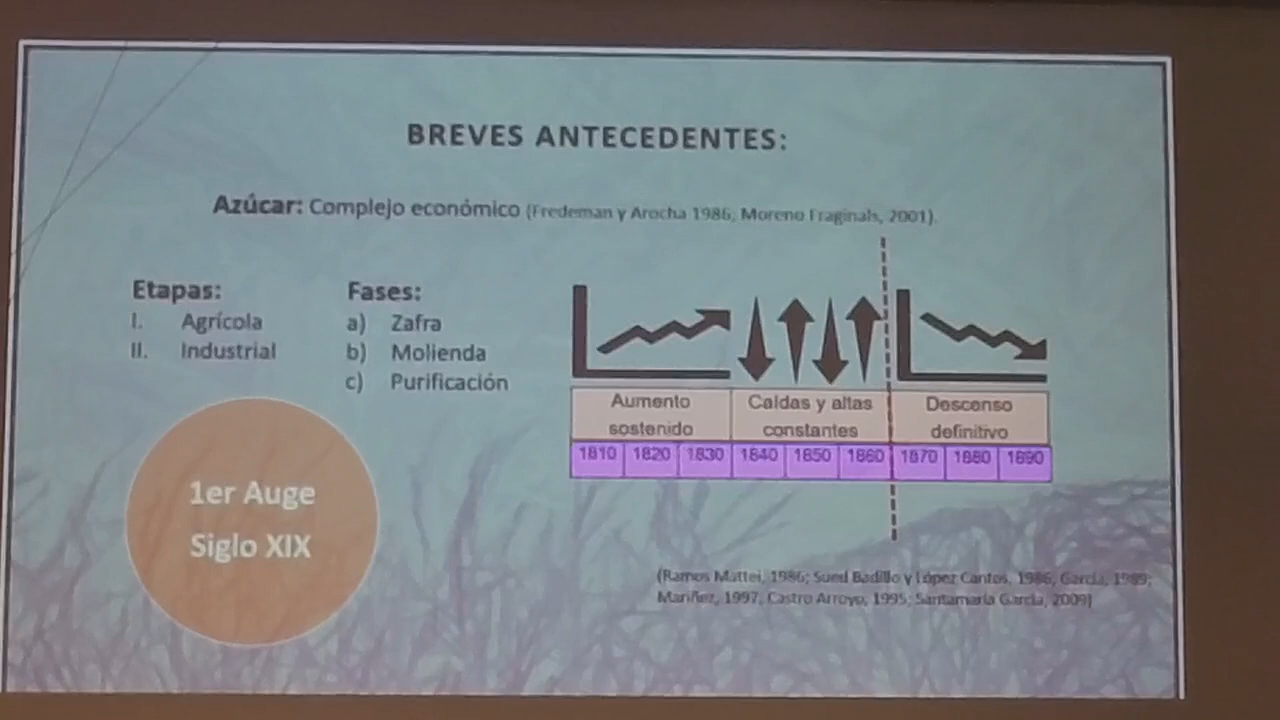 BREVES ANTECEDENTES:
Azúcar: Complejo económico (Fredeman y Arocha 1986; Moreno Fraginals, 2001).
Etapas:
I. Agrícola
II. Industrial
Fases:
a) Zafra
b) Molienda
c) Purificación
1er Auge
Siglo XIX
Aumento
sostenido
Caídas y altas
constantes
Descenso
definitivo
1810 1820 1830 1840 1850 1860 1870 1880 1890
(Ramos Mattei, 1986; Sued Badillo y López Cantos, 1986, García, 1989;
Mariñez, 1997, Castro Arroyo, 1995; Santamaría García, 2009)